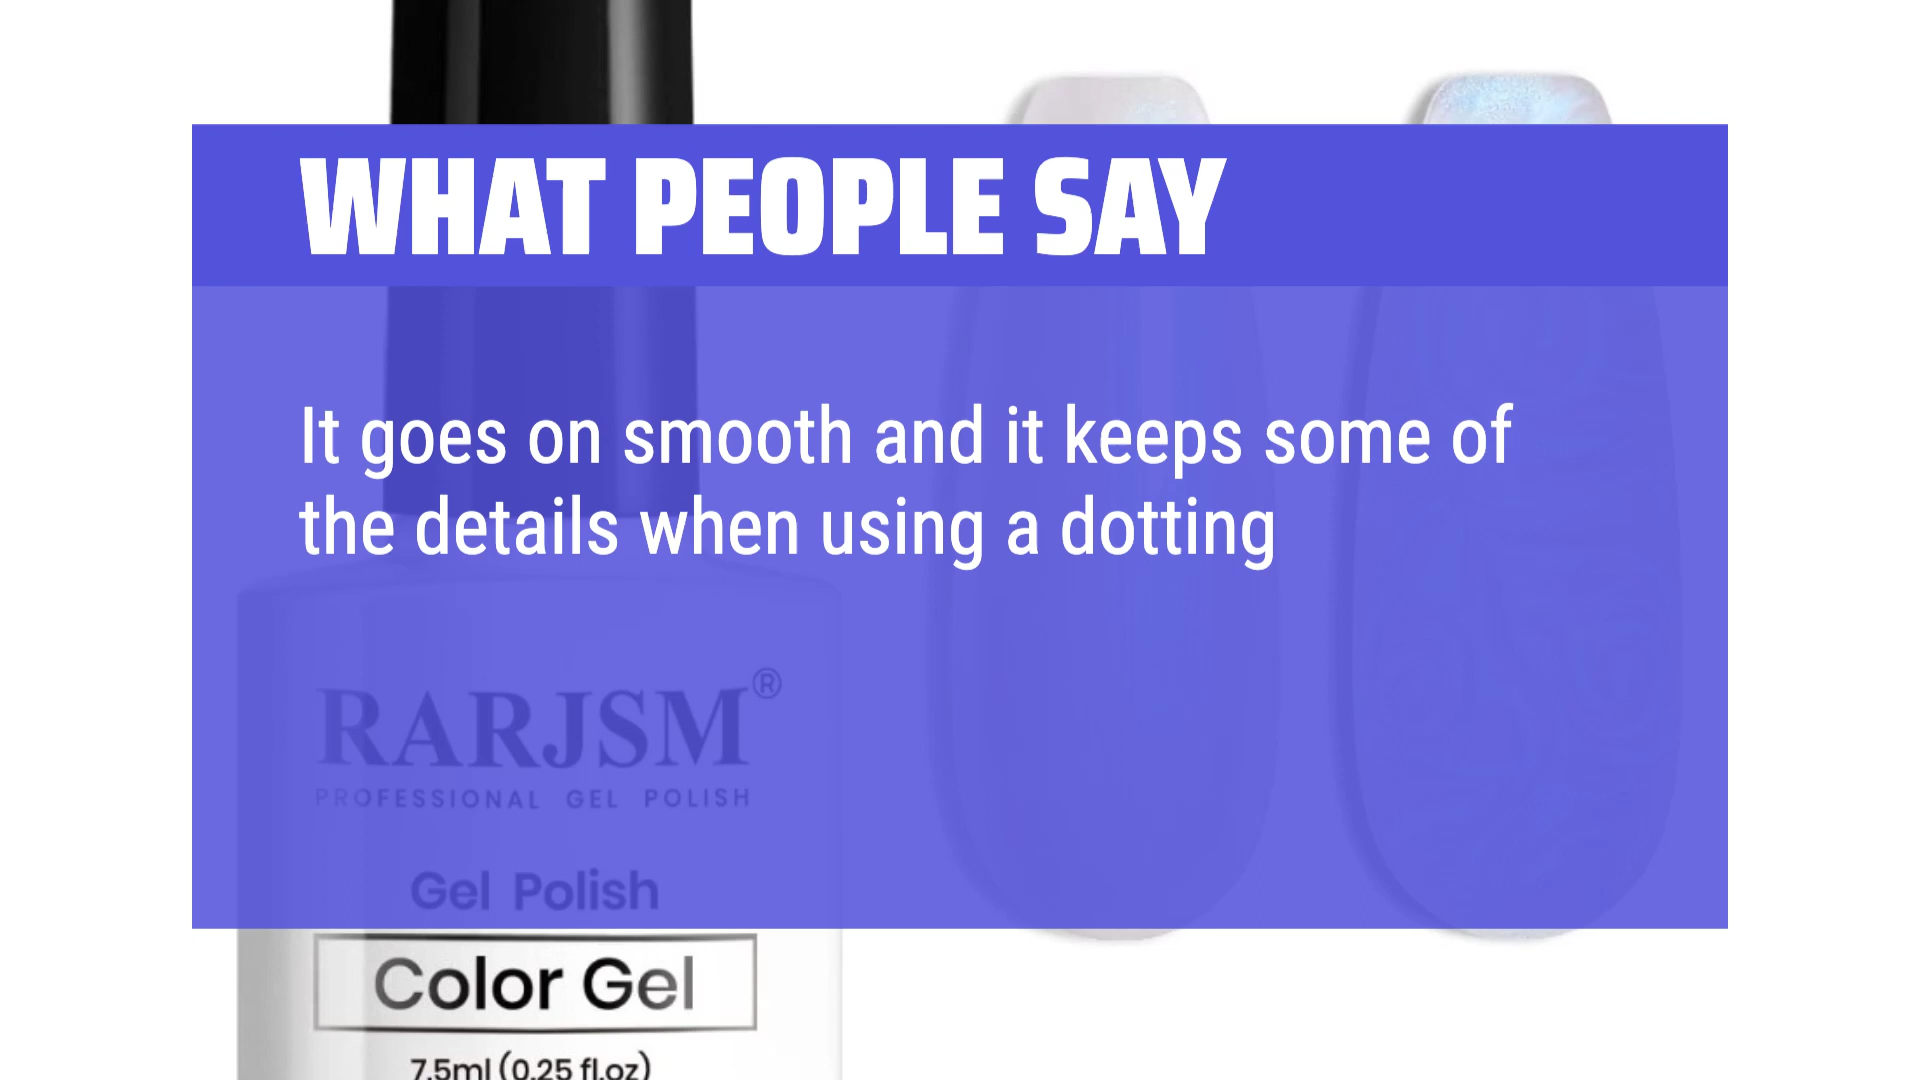 WHAT PEOPLE SAY
It goes on smooth and it keeps some of
the details when using a dotting
RARJSM®
PROFESSIONAL GEL POLISH
Gel Polish
Color Gel
7.5ml (0.25 fl.oz)